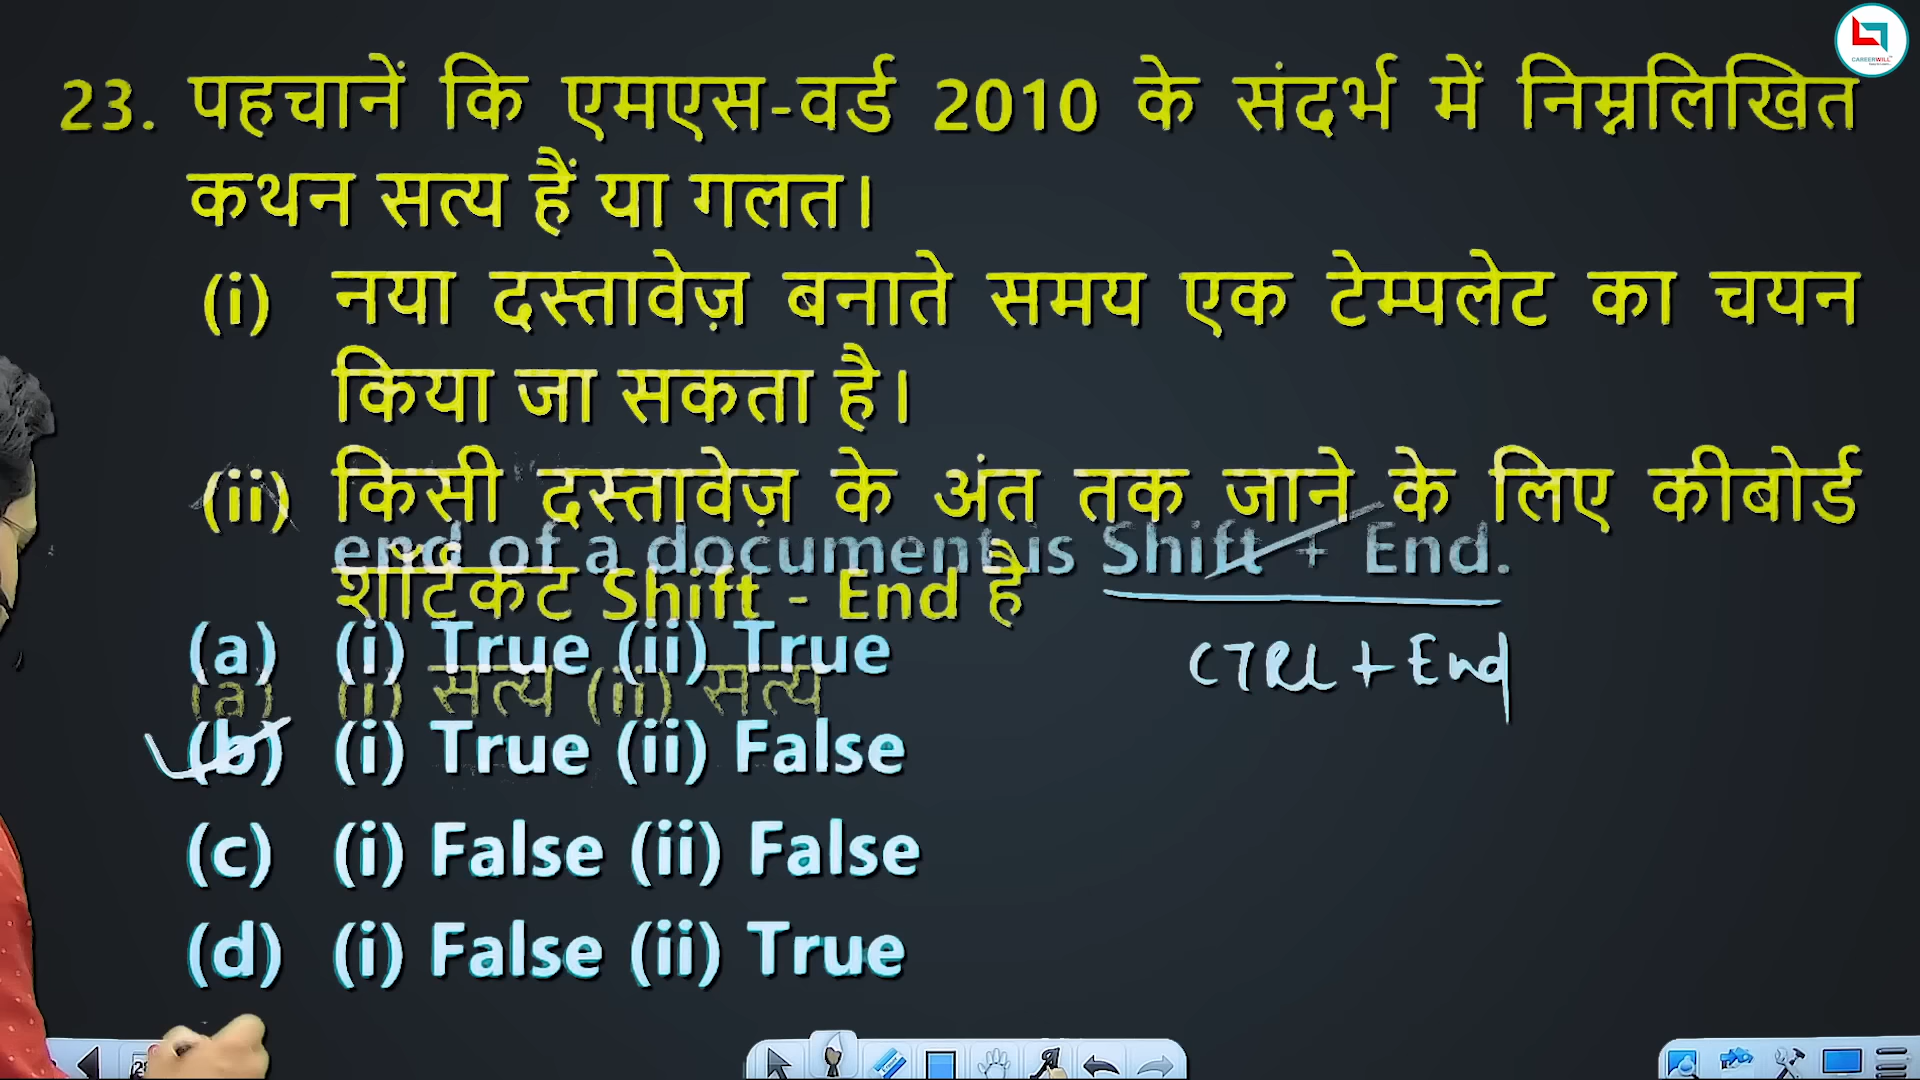 23. पहचानें कि एमएस-वर्ड 2010 के संदर्भ में निम्नलिखित
कथन सत्य हैं या गलत।
(i) नया दस्तावेज़ बनाते समय एक टेम्पलेट का चयन
किया जा सकता है।
(ii) किसी दस्तावेज़ के अंत तक जाने के लिए कीबोर्ड
end of a document is Shift + End.
शॉर्टकट Shift - End है
(a) (i) True (ii) True
CTRL + End
(a) (i) सत्य (ii) सत्य
(b) (i) True (ii) False
(c) (i) False (ii) False
(d) (i) False (ii) True
CAREERWILL